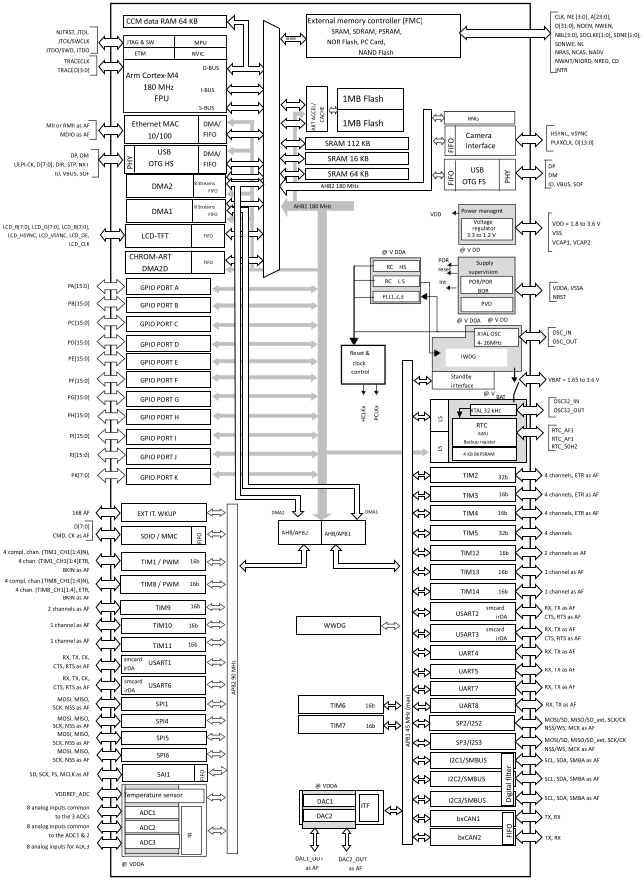 CCM data RAM 64 KB
External memory controller (FMC)
SRAM, SDRAM, PSRAM,
NOR Flash, PC Card,
NAND Flash
CLK, NE [3:0], A[23:0],
D[31:0], NOEN, NWEN,
NBL[3:0], SDCLKE[1:0], SDNE[1:0],
SDNWE, NL
NRAS, NCAS, NADV
NWAIT/NIORD, NREG, CD
INTR
NJTRST, JTDI,
JTCK/SWCLK
JTDO/SWD, JTDO
TRACECLK
TRACED[3:0]
JTAG & SW
MPU
ETM
NVIC
Arm Cortex-M4
180 MHz
FPU
D-BUS
I-BUS
S-BUS
ART ACCEL/
CACHE
1MB Flash
1MB Flash
SRAM 112 KB
SRAM 16 KB
SRAM 64 KB
AHB2 180 MHz
AHB1 180 MHz
MII or RMII as AF
MDIO as AF
Ethernet MAC
10/100
DMA/
FIFO
DP, DM
ULPI:CK, D[7:0], DIR, STP, NXT
ID, VBUS, SOF
PHY
USB
OTG HS
DMA/
FIFO
DMA2
8 Streams
FIFO
DMA1
8 Streams
FIFO
LCD_R[7:0], LCD_G[7:0], LCD_B[7:0],
LCD_HSYNC, LCD_VSYNC, LCD_DE,
LCD_CLK
LCD-TFT
FIFO
CHROM-ART
DMA2D
FIFO
RNG
FIFO
Camera
interface
HSYNC, VSYNC
PUIXCLK, D[13:0]
FIFO
USB
OTG FS
PHY
DP
DM
ID, VBUS, SOF
VDD
Power managmt
Voltage
regulator
3.3 to 1.2 V
VDD = 1.8 to 3.6 V
VSS
VCAP1, VCAP2
@ V DD
@ V DDA
RC HS
RC L S
PLL1,2,3
POR
reset
Int
Supply
supervision
POR/PDR
BOR
PVD
VDDA, VSSA
NRST
@ V DDA
@ V DD
XTAL OSC
4- 26MHz
OSC_IN
OSC_OUT
IWDG
Standby
interface
VBAT = 1.65 to 3.6 V
@ V
BAT
Reset &
clock
control
HCLKx
PCLKx
LS
LS
XTAL 32 kHz
RTC
AWU
Backup register
4 KB BKPSRAM
OSC32_IN
OSC32_OUT
RTC_AF1
RTC_AF1
RTC_50HZ
PA[15:0]
GPIO PORT A
PB[15:0]
GPIO PORT B
PC[15:0]
GPIO PORT C
PD[15:0]
GPIO PORT D
PE[15:0]
GPIO PORT E
PF[15:0]
GPIO PORT F
PG[15:0]
GPIO PORT G
PH[15:0]
GPIO PORT H
PI[15:0]
GPIO PORT I
PJ[15:0]
GPIO PORT J
PK[7:0]
GPIO PORT K
DMA2
DMA1
AHB/APB2
AHB/APB1
168 AF
EXT IT. WKUP
D[7:0]
CMD, CK as AF
SDIO / MMC
FIFO
4 compl. chan. (TIM1_CH1[1:4]N),
4 chan. (TIM1_CH1[1:4]ETR,
BKIN as AF
TIM1 / PWM 16b
4 compl. chan.(TIM8_CH1[1:4]N),
4 chan. (TIM8_CH1[1:4], ETR,
BKIN as AF
TIM8 / PWM 16b
2 channels as AF
TIM9 16b
1 channel as AF
TIM10 16b
1 channel as AF
TIM11 16b
RX, TX, CK,
CTS, RTS as AF
smcard
irDA
USART1
RX, TX, CK,
CTS, RTS as AF
smcard
irDA
USART6
MOSI, MISO,
SCK, NSS as AF
SPI1
MOSI, MISO,
SCK, NSS as AF
SPI4
MOSI, MISO,
SCK, NSS as AF
SPI5
MOSI, MISO,
SCK, NSS as AF
SPI6
SD, SCK, FS, MCLK as AF
SAI1
FIFO
APB2 90 MHz
VDDREF_ADC
8 analog inputs common
to the 3 ADCs
8 analog inputs common
to the ADC1 & 2
8 analog inputs for ADC3
Temperature sensor
ADC1
ADC2
ADC3
IF
@ VDDA
WWDG
TIM6 16b
TIM7 16b
@ VDDA
DAC1
DAC2
ITF
DAC1_OUT
as AF
DAC2_OUT
as AF
APB1 45 MHz (max)
TIM2 32b
4 channels, ETR as AF
TIM3 16b
4 channels, ETR as AF
TIM4 16b
4 channels, ETR as AF
TIM5 32b
4 channels
TIM12 16b
2 channels as AF
TIM13 16b
1 channel as AF
TIM14 16b
1 channel as AF
USART2
smcard
irDA
RX, TX as AF
CTS, RTS as AF
USART3
smcard
irDA
RX, TX as AF
CTS, RTS as AF
UART4
RX, TX as AF
UART5
RX, TX as AF
UART7
RX, TX as AF
UART8
RX, TX as AF
SP2/I2S2
MOSI/SD, MISO/SD_ext, SCK/CK
NSS/WS, MCK as AF
SP3/I2S3
MOSI/SD, MISO/SD_ext, SCK/CK
NSS/WS, MCK as AF
I2C1/SMBUS
SCL, SDA, SMBA as AF
I2C2/SMBUS
SCL, SDA, SMBA as AF
I2C3/SMBUS
SCL, SDA, SMBA as AF
Digital filter
bxCAN1
TX, RX
bxCAN2
TX, RX
FIFO